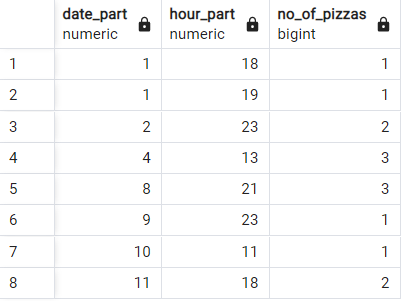 date_part hour_part no_of_pizzas
numeric numeric bigint
1 1 18 1
2 1 19 1
3 2 23 2
4 4 13 3
5 8 21 3
6 9 23 1
7 10 11 1
8 11 18 2